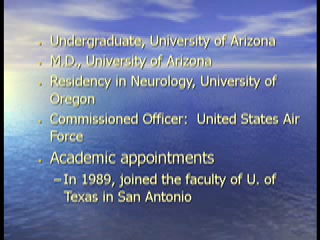 Undergraduate, University of Arizona
M.D., University of Arizona
Residency in Neurology, University of
Oregon
Commissioned Officer: United States Air
Force
Academic appointments
– In 1989, joined the faculty of U. of
Texas in San Antonio